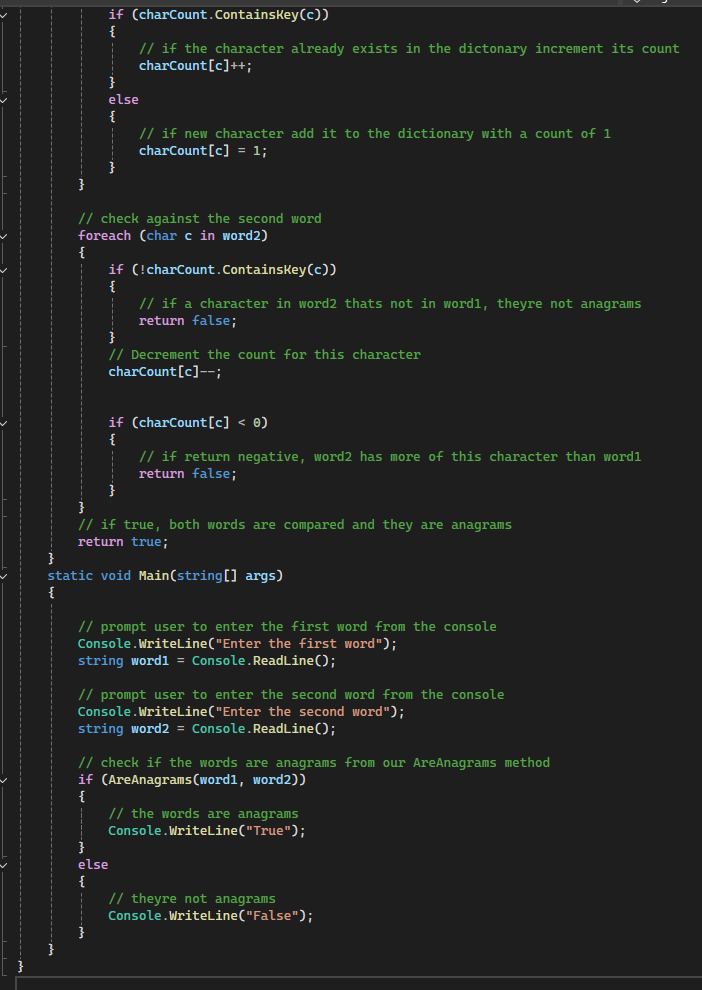 if (charCount.ContainsKey(c))
{
// if the character already exists in the dictonary increment its count
charCount[c]++;
}
else
{
// if new character add it to the dictionary with a count of 1
charCount[c] = 1;
}
}
// check against the second word
foreach (char c in word2)
{
if (!charCount.ContainsKey(c))
{
// if a character in word2 thats not in word1, theyre not anagrams
return false;
}
// Decrement the count for this character
charCount[c]--;
if (charCount[c] < 0)
{
// if return negative, word2 has more of this character than word1
return false;
}
}
// if true, both words are compared and they are anagrams
return true;
}
static void Main(string[] args)
{
// prompt user to enter the first word from the console
Console.WriteLine("Enter the first word");
string word1 = Console.ReadLine();
// prompt user to enter the second word from the console
Console.WriteLine("Enter the second word");
string word2 = Console.ReadLine();
// check if the words are anagrams from our AreAnagrams method
if (AreAnagrams(word1, word2))
{
// the words are anagrams
Console.WriteLine("True");
}
else
{
// theyre not anagrams
Console.WriteLine("False");
}
}
}